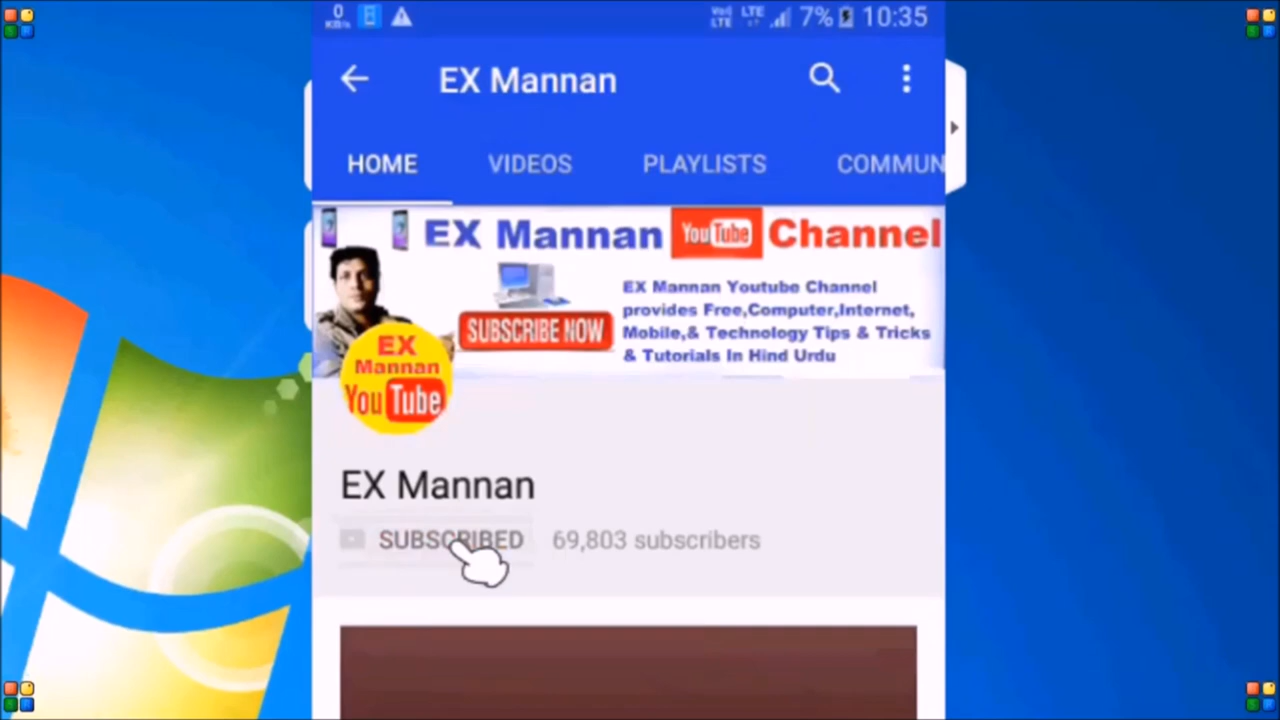 0
KB/s
VoLTE LTE 7% 10:35
EX Mannan
HOME VIDEOS PLAYLISTS COMMUN
EX Mannan YouTube Channel
EX Mannan Youtube Channel
provides Free,Computer,Internet,
Mobile,& Technology Tips & Tricks
& Tutorials In Hind Urdu
SUBSCRIBE NOW
EX
Mannan
YouTube
EX Mannan
SUBSCRIBED 69,803 subscribers